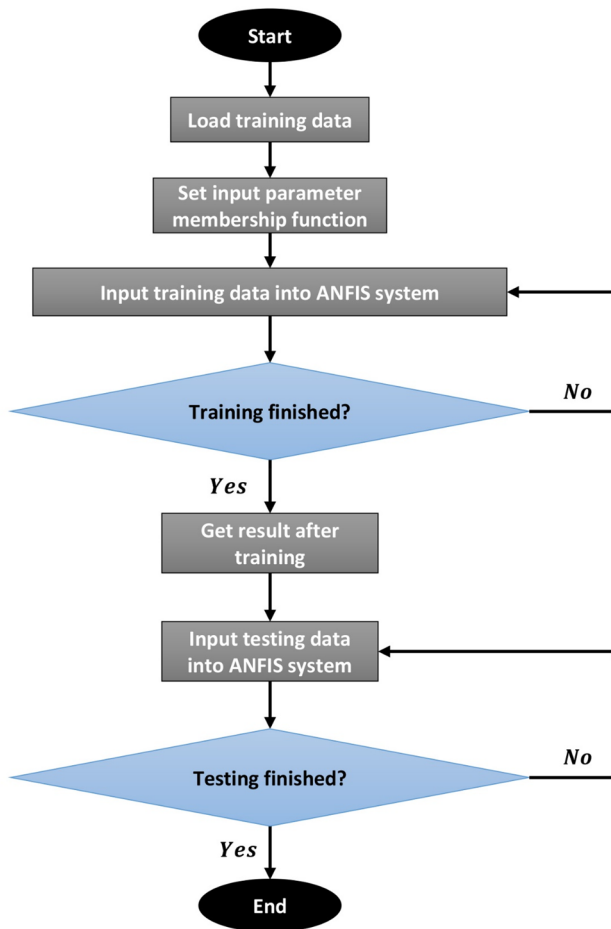 Start
Load training data
Set input parameter
membership function
Input training data into ANFIS system
Training finished?
No
Yes
Get result after
training
Input testing data
into ANFIS system
Testing finished?
No
Yes
End